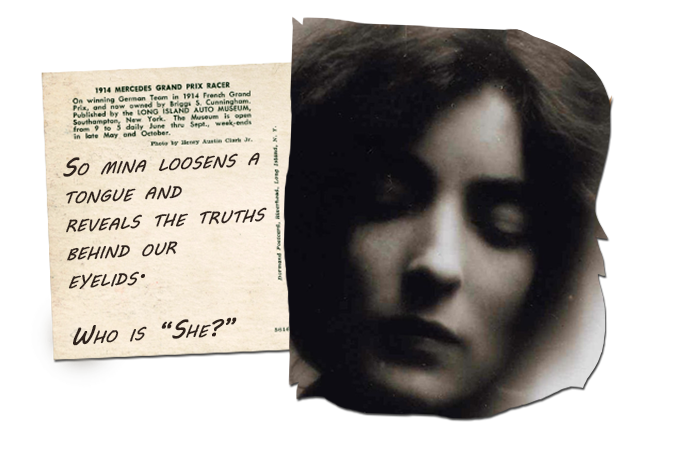 1914 MERCEDES GRAND PRIX RACER
On winning German Team in 1914 French Grand
Prix, and now owned by Briggs S. Cunningham.
Published by the LONG ISLAND AUTO MUSEUM,
Southampton, New York. The Museum is open
from 9 to 5 daily June thru Sept., week-ends
in late May and October.
Photo by Henry Austin Clark Jr.
So mina loosens a
tongue and
reveals the truths
behind our
eyelids.
Who is “She?”
Postcard, Riverhead, Long Island, N. Y.